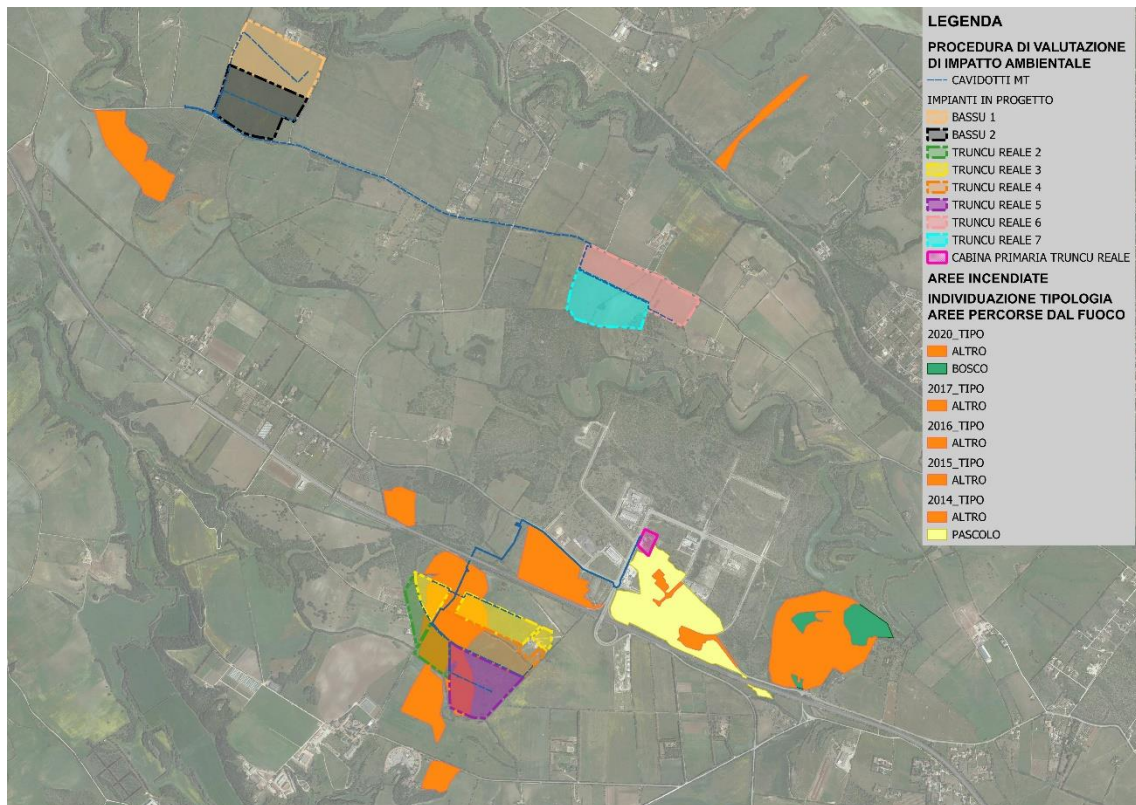 LEGENDA
PROCEDURA DI VALUTAZIONE
DI IMPATTO AMBIENTALE
CAVIDOTTI MT
IMPIANTI IN PROGETTO
BASSU 1
BASSU 2
TRUNCU REALE 2
TRUNCU REALE 3
TRUNCU REALE 4
TRUNCU REALE 5
TRUNCU REALE 6
TRUNCU REALE 7
CABINA PRIMARIA TRUNCU REALE
AREE INCENDIATE
INDIVIDUAZIONE TIPOLOGIA
AREE PERCORSE DAL FUOCO
2020_TIPO
ALTRO
BOSCO
2017_TIPO
ALTRO
2016_TIPO
ALTRO
2015_TIPO
ALTRO
2014_TIPO
ALTRO
PASCOLO